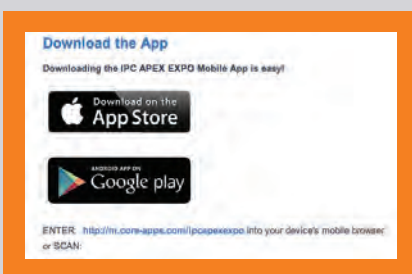 Download the App
Downloading the IPC APEX EXPO Mobile App is easy!
Download on the
App Store
ANDROID APP ON
Google play
ENTER: http://m.core-apps.com/ipcapexexpo into your device's mobile browser
or SCAN: